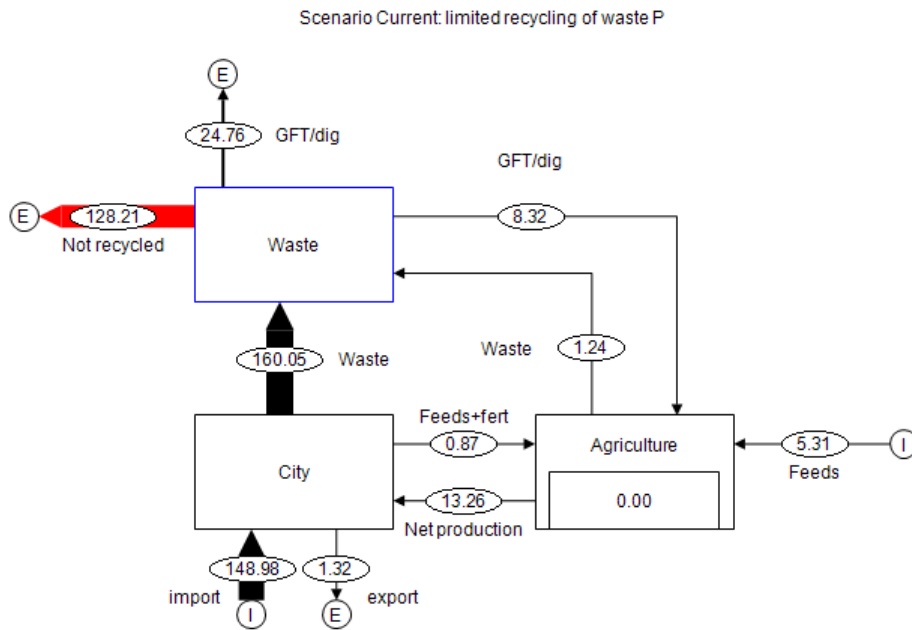 Scenario Current: limited recycling of waste P
E
24.76
GFT/dig
GFT/dig
E
128.21
8.32
Not recycled
Waste
160.05
Waste
Waste
1.24
Feeds+fert
0.87
Agriculture
5.31
I
Feeds
City
0.00
13.26
Net production
148.98
1.32
import
export
I
E